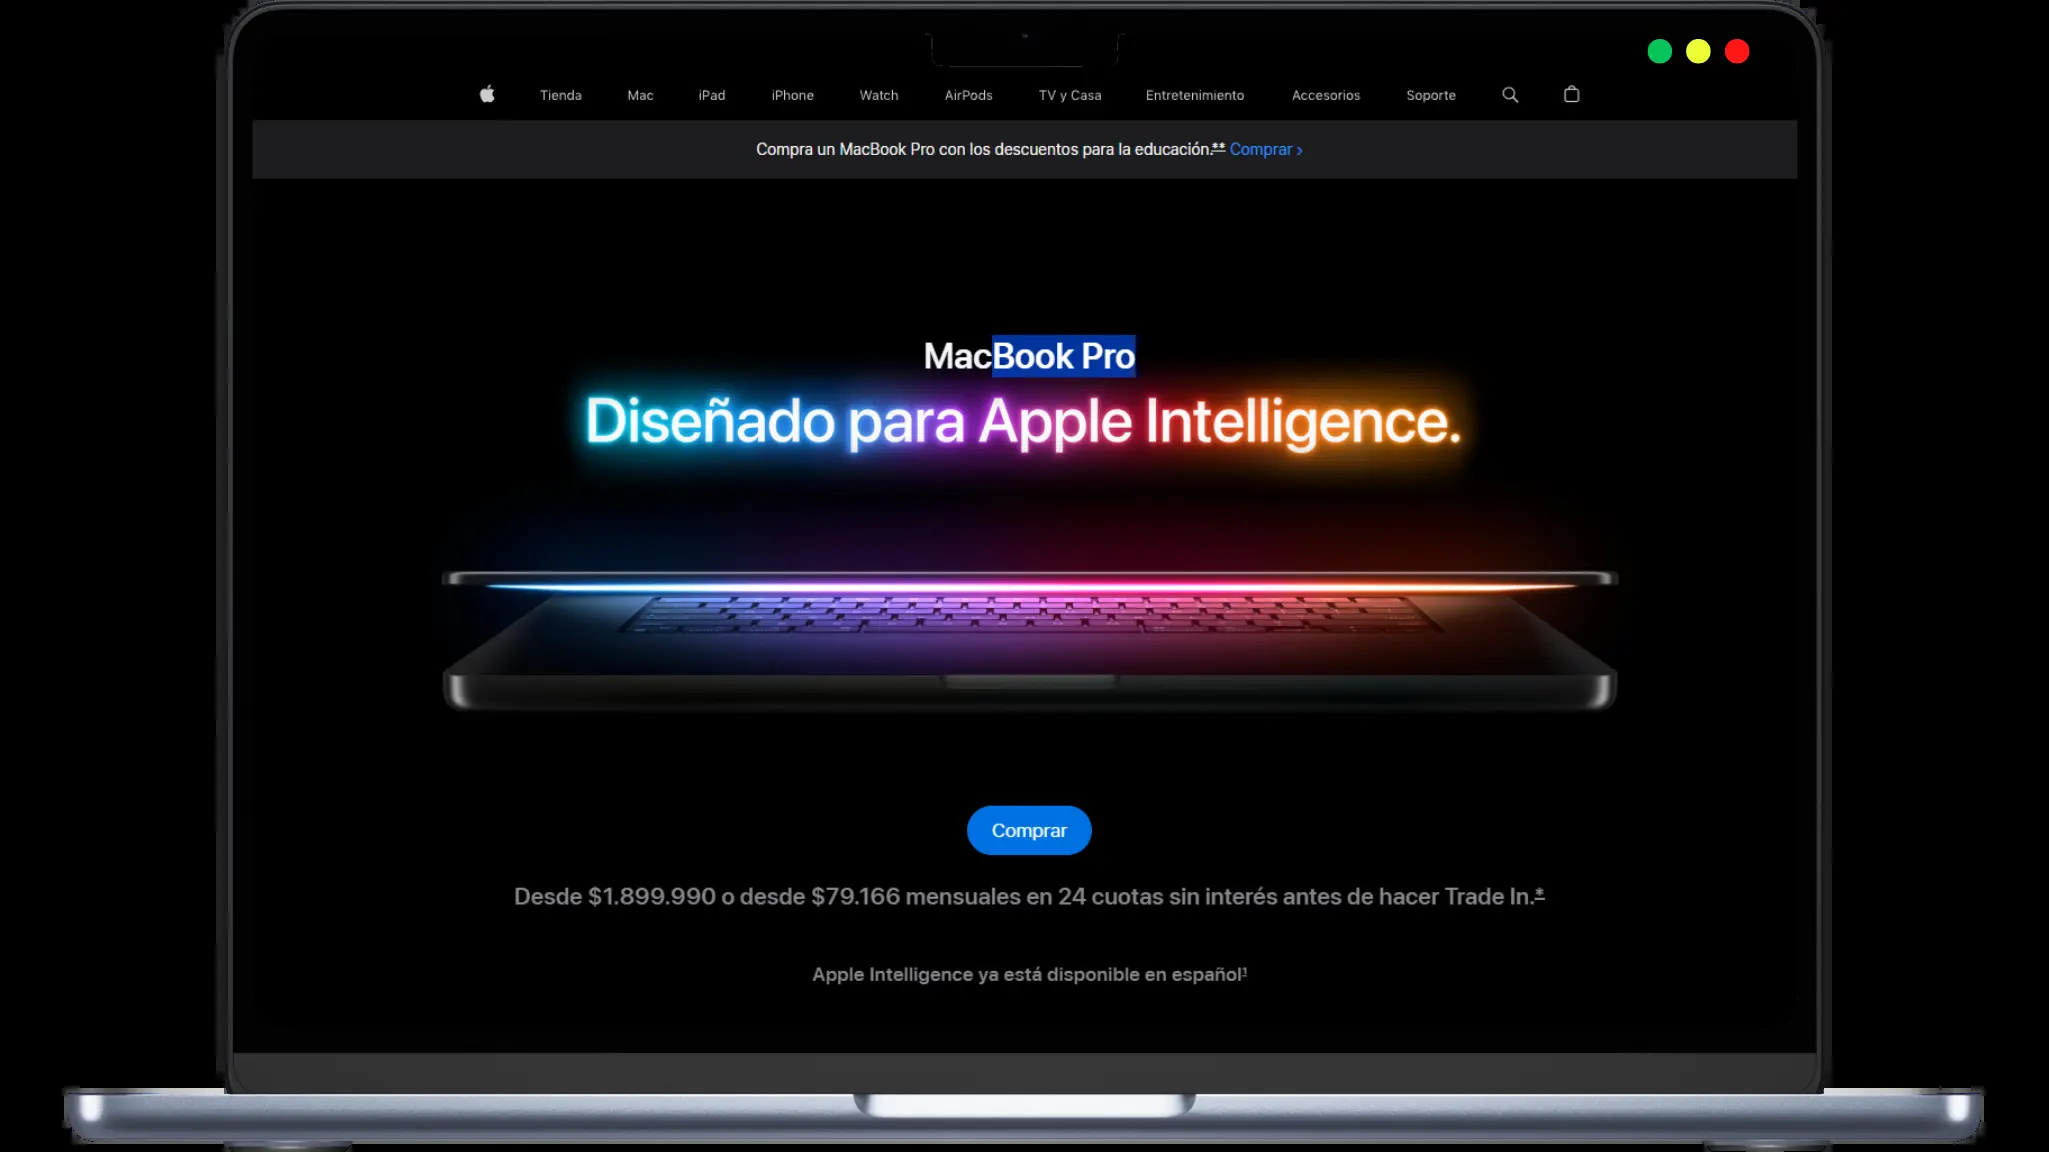 Tienda Mac iPad iPhone Watch AirPods TV y Casa Entretenimiento Accesorios Soporte
Compra un MacBook Pro con los descuentos para la educación.** Comprar >
MacBook Pro
Diseñado para Apple Intelligence.
Comprar
Desde $1.899.990 o desde $79.166 mensuales en 24 cuotas sin interés antes de hacer Trade In.*
Apple Intelligence ya está disponible en español¹